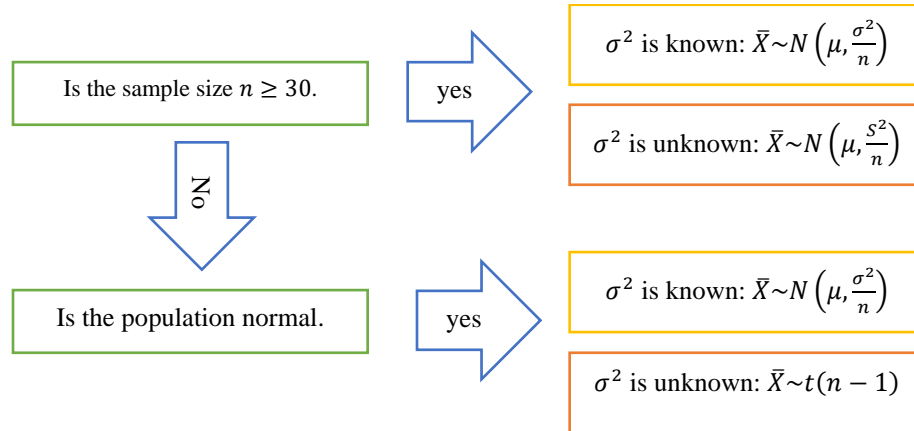 Is the sample size n ≥ 30.
yes
σ² is known: X̄~N(μ, σ²/n)
σ² is unknown: X̄~N(μ, S²/n)
No
Is the population normal.
yes
σ² is known: X̄~N(μ, σ²/n)
σ² is unknown: X̄~t(n − 1)